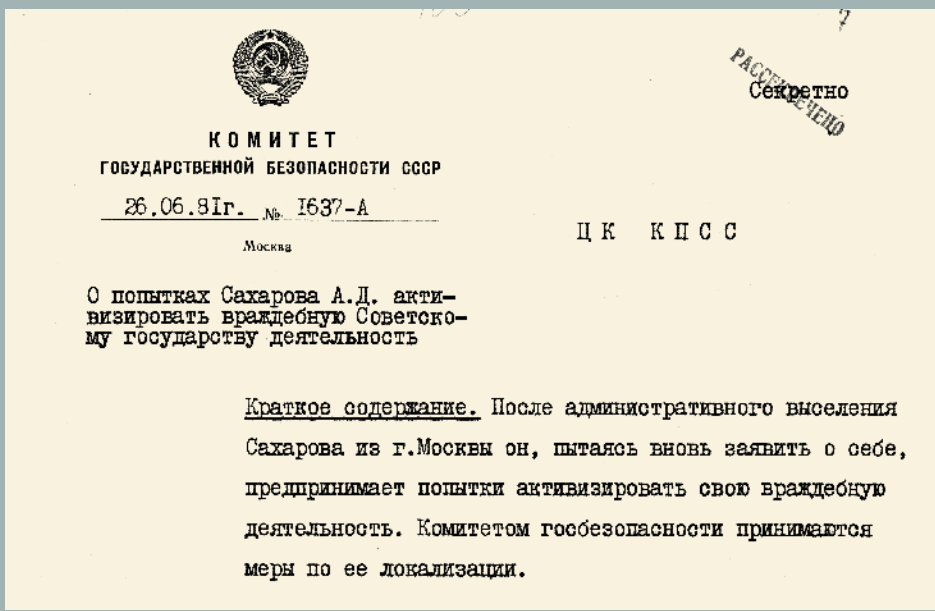 7
РАССЕКРЕЧЕНО
Секретно
КОМИТЕТ
ГОСУДАРСТВЕННОЙ БЕЗОПАСНОСТИ СССР
26.06.8Iг. № I637-А
Москва
ЦК КПСС
О попытках Сахарова А.Д. акти-
визировать враждебную Советско-
му государству деятельность
Краткое содержание. После административного выселения
Сахарова из г.Москвы он, пытаясь вновь заявить о себе,
предпринимает попытки активизировать свою враждебную
деятельность. Комитетом госбезопасности принимаются
меры по ее локализации.